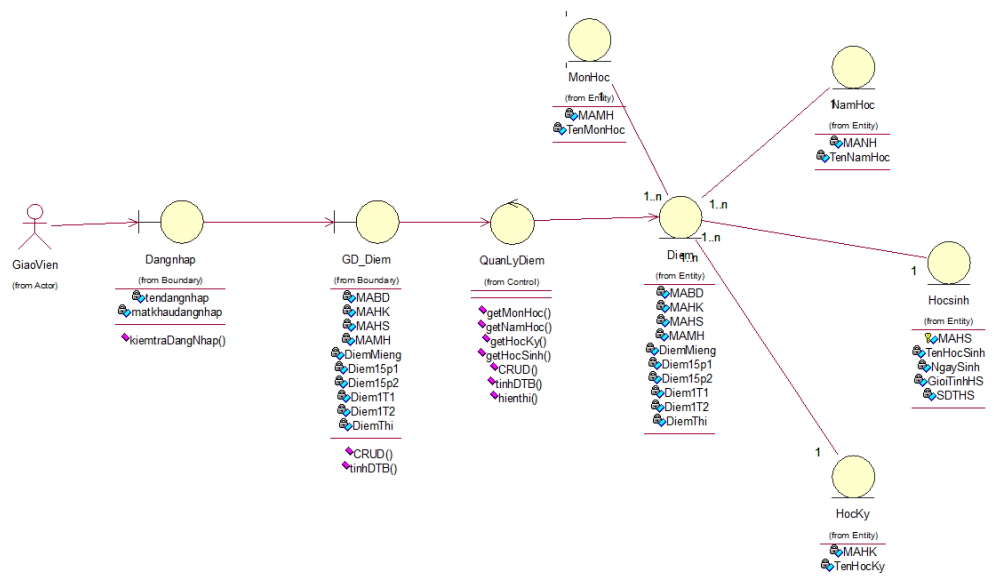 GiaoVien
(from Actor)
Dangnhap
(from Boundary)
tendangnhap
matkhaudangnhap
kiemtraDangNhap()
GD_Diem
(from Boundary)
MABD
MAHK
MAHS
MAMH
DiemMieng
Diem15p1
Diem15p2
Diem1T1
Diem1T2
DiemThi
CRUD()
tinhDTB()
QuanLyDiem
(from Control)
getMonHoc()
getNamHoc()
getHocKy()
getHocSinh()
CRUD()
tinhDTB()
hienthi()
MonHoc
(from Entity)
1
MAMH
TenMonHoc
1..n
1..n
1..n
1..n
Diem
(from Entity)
MABD
MAHK
MAHS
MAMH
DiemMieng
Diem15p1
Diem15p2
Diem1T1
Diem1T2
DiemThi
NamHoc
(from Entity)
MANH
TenNamHoc
1
Hocsinh
(from Entity)
MAHS
TenHocSinh
NgaySinh
GioiTinhHS
SDTHS
1
HocKy
(from Entity)
MAHK
TenHocKy